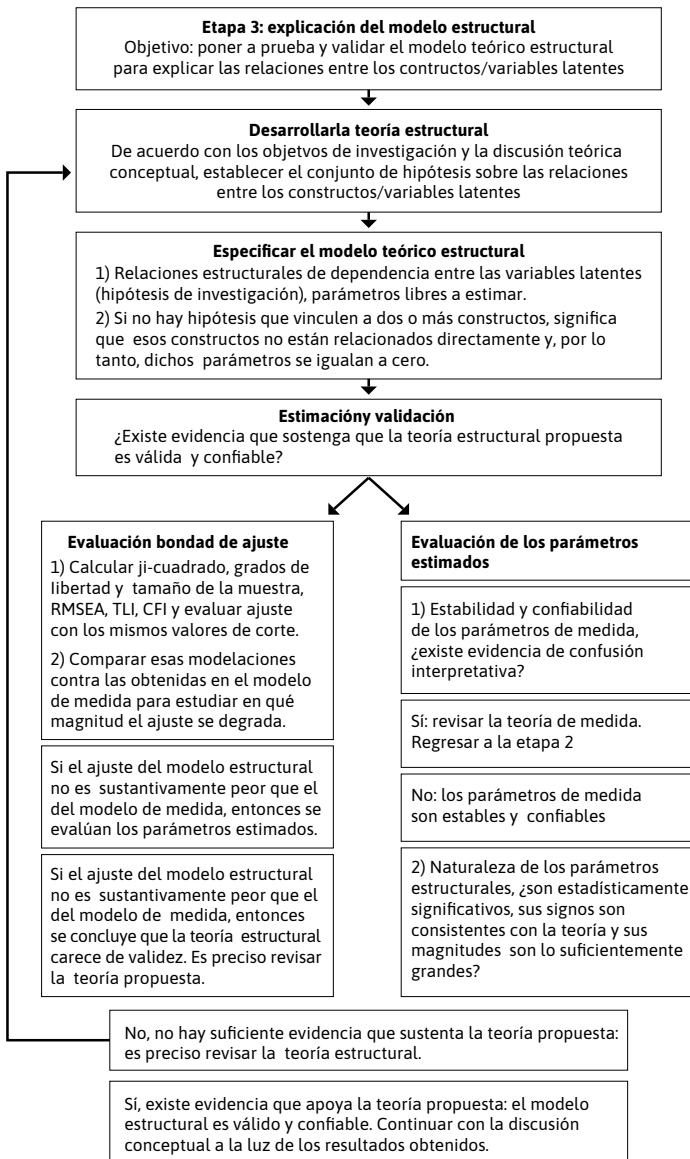 Etapa 3: explicación del modelo estructural
Objetivo: poner a prueba y validar el modelo teórico estructural
para explicar las relaciones entre los contructos/variables latentes
Desarrollarla teoría estructural
De acuerdo con los objetvos de investigación y la discusión teórica
conceptual, establecer el conjunto de hipótesis sobre las relaciones
entre los constructos/variables latentes
Especificar el modelo teórico estructural
1) Relaciones estructurales de dependencia entre las variables latentes
(hipótesis de investigación), parámetros libres a estimar.
2) Si no hay hipótesis que vinculen a dos o más constructos, significa
que esos constructos no están relacionados directamente y, por lo
tanto, dichos parámetros se igualan a cero.
Estimacióny validación
¿Existe evidencia que sostenga que la teoría estructural propuesta
es válida y confiable?
Evaluación bondad de ajuste
1) Calcular ji-cuadrado, grados de
libertad y tamaño de la muestra,
RMSEA, TLI, CFI y evaluar ajuste
con los mismos valores de corte.
2) Comparar esas modelaciones
contra las obtenidas en el modelo
de medida para estudiar en qué
magnitud el ajuste se degrada.
Si el ajuste del modelo estructural
no es sustantivamente peor que el
del modelo de medida, entonces se
evalúan los parámetros estimados.
Si el ajuste del modelo estructural
no es sustantivamente peor que el
del modelo de medida, entonces
se concluye que la teoría estructural
carece de validez. Es preciso revisar
la teoría propuesta.
Evaluación de los parámetros
estimados
1) Estabilidad y confiabilidad
de los parámetros de medida,
¿existe evidencia de confusión
interpretativa?
Sí: revisar la teoría de medida.
Regresar a la etapa 2
No: los parámetros de medida
son estables y confiables
2) Naturaleza de los parámetros
estructurales, ¿son estadísticamente
significativos, sus signos son
consistentes con la teoría y sus
magnitudes son lo suficientemente
grandes?
No, no hay suficiente evidencia que sustenta la teoría propuesta:
es preciso revisar la teoría estructural.
Sí, existe evidencia que apoya la teoría propuesta: el modelo
estructural es válido y confiable. Continuar con la discusión
conceptual a la luz de los resultados obtenidos.